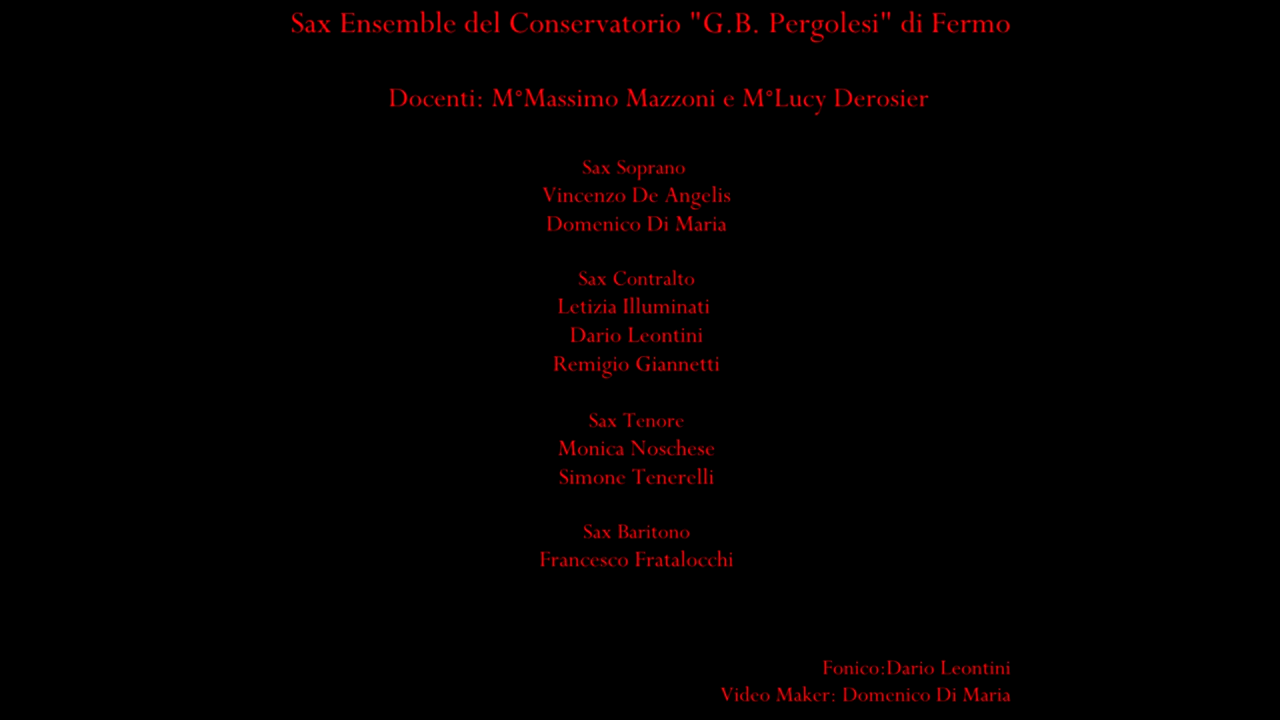 Sax Ensemble del Conservatorio "G.B. Pergolesi" di Fermo
Docenti: M°Massimo Mazzoni e M°Lucy Derosier
Sax Soprano
Vincenzo De Angelis
Domenico Di Maria
Sax Contralto
Letizia Illuminati
Dario Leontini
Remigio Giannetti
Sax Tenore
Monica Noschese
Simone Tenerelli
Sax Baritono
Francesco Fratalocchi
Fonico:Dario Leontini
Video Maker: Domenico Di Maria